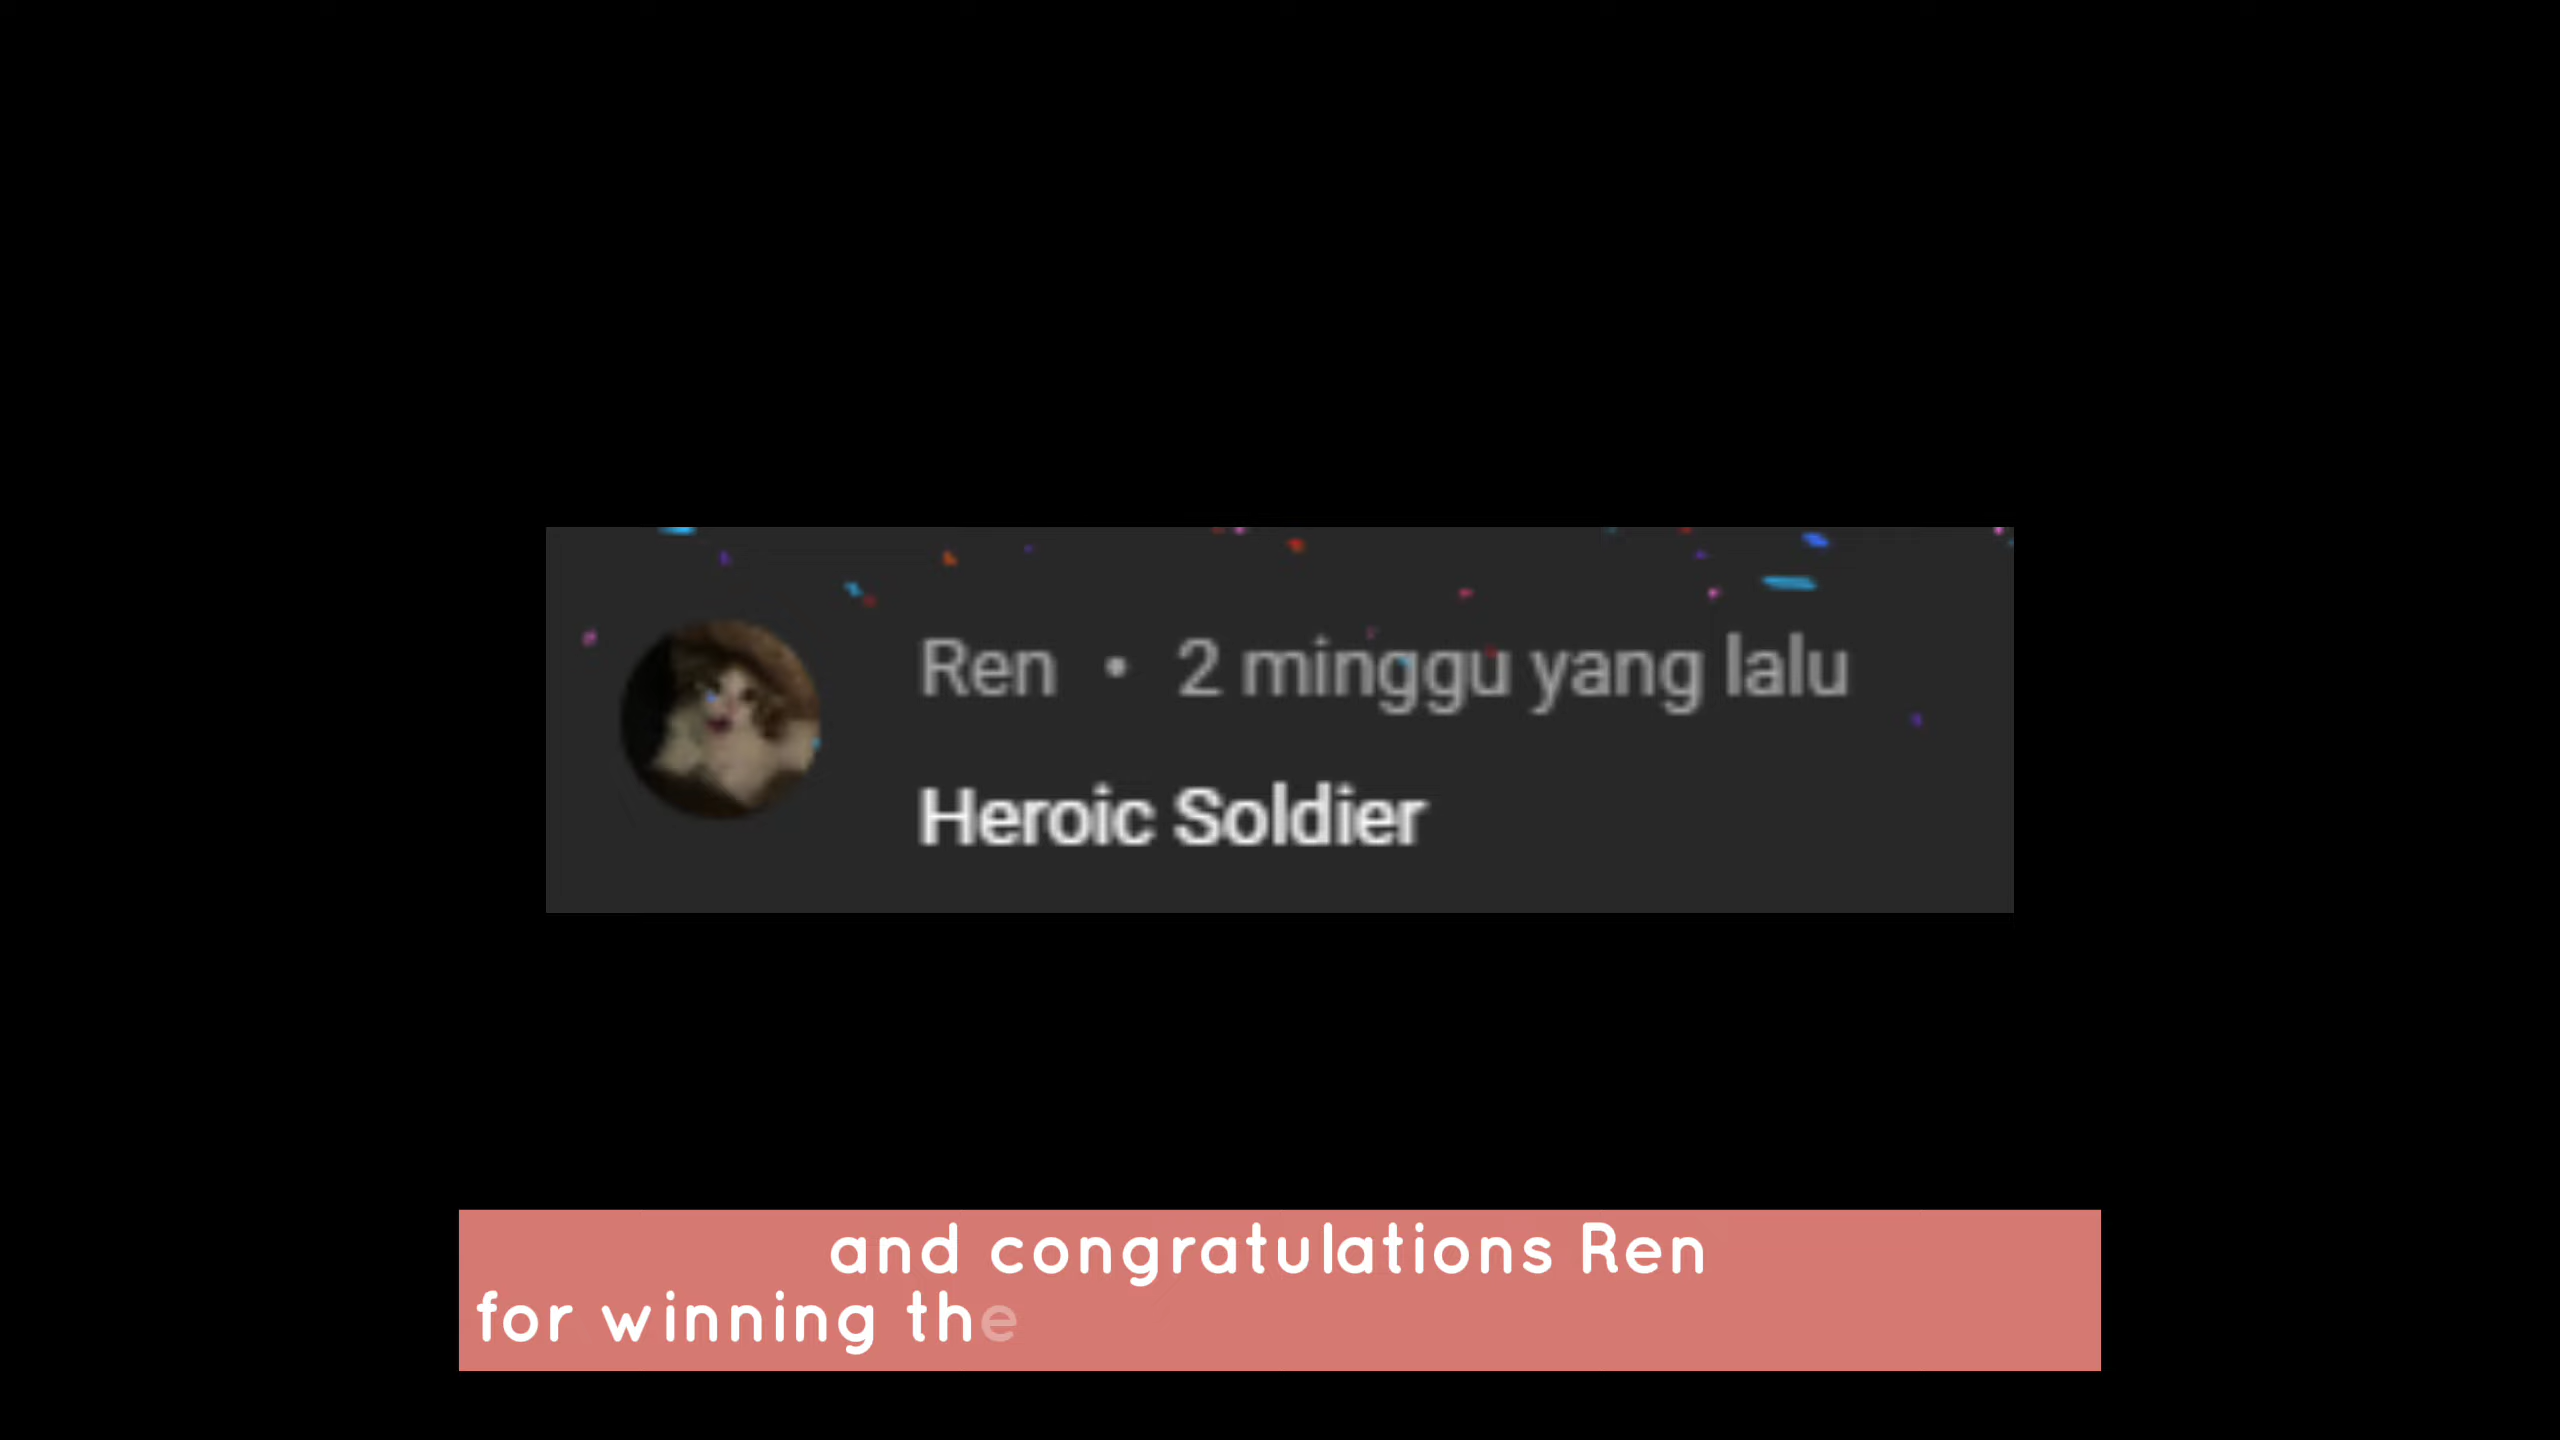 Ren • 2 minggu yang lalu
Heroic Soldier
and congratulations Ren
for winning the